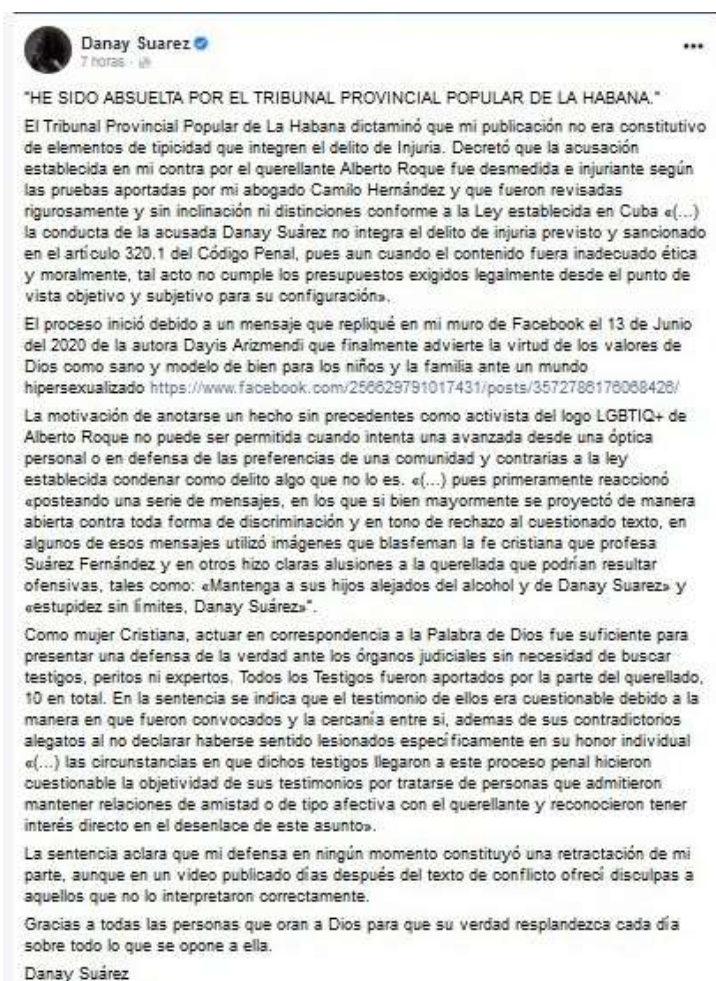 Danay Suarez
7 horas ·
"HE SIDO ABSUELTA POR EL TRIBUNAL PROVINCIAL POPULAR DE LA HABANA."
El Tribunal Provincial Popular de La Habana dictaminó que mi publicación no era constitutivo
de elementos de tipicidad que integren el delito de Injuria. Decretó que la acusación
establecida en mi contra por el querellante Alberto Roque fue desmedida e injuriante según
las pruebas aportadas por mi abogado Camilo Hernández y que fueron revisadas
rigurosamente y sin inclinación ni distinciones conforme a la Ley establecida en Cuba «(...)
la conducta de la acusada Danay Suárez no integra el delito de injuria previsto y sancionado
en el artículo 320.1 del Código Penal, pues aun cuando el contenido fuera inadecuado ética
y moralmente, tal acto no cumple los presupuestos exigidos legalmente desde el punto de
vista objetivo y subjetivo para su configuración».
El proceso inició debido a un mensaje que repliqué en mi muro de Facebook el 13 de Junio
del 2020 de la autora Dayis Arizmendi que finalmente advierte la virtud de los valores de
Dios como sano y modelo de bien para los niños y la familia ante un mundo
hipersexualizado https://www.facebook.com/256629791017431/posts/3572786176068426/
La motivación de anotarse un hecho sin precedentes como activista del logo LGBTIQ+ de
Alberto Roque no puede ser permitida cuando intenta una avanzada desde una óptica
personal o en defensa de las preferencias de una comunidad y contrarias a la ley
establecida condenar como delito algo que no lo es. «(...) pues primeramente reaccionó
«posteando una serie de mensajes, en los que si bien mayormente se proyectó de manera
abierta contra toda forma de discriminación y en tono de rechazo al cuestionado texto, en
algunos de esos mensajes utilizó imágenes que blasfeman la fe cristiana que profesa
Suárez Fernández y en otros hizo claras alusiones a la querellada que podrían resultar
ofensivas, tales como: «Mantenga a sus hijos alejados del alcohol y de Danay Suarez» y
«estupidez sin límites, Danay Suárez»".
Como mujer Cristiana, actuar en correspondencia a la Palabra de Dios fue suficiente para
presentar una defensa de la verdad ante los órganos judiciales sin necesidad de buscar
testigos, peritos ni expertos. Todos los Testigos fueron aportados por la parte del querellado,
10 en total. En la sentencia se indica que el testimonio de ellos era cuestionable debido a la
manera en que fueron convocados y la cercanía entre si, ademas de sus contradictorios
alegatos al no declarar haberse sentido lesionados específicamente en su honor individual
«(...) las circunstancias en que dichos testigos llegaron a este proceso penal hicieron
cuestionable la objetividad de sus testimonios por tratarse de personas que admitieron
mantener relaciones de amistad o de tipo afectiva con el querellante y reconocieron tener
interés directo en el desenlace de este asunto».
La sentencia aclara que mi defensa en ningún momento constituyó una retractación de mi
parte, aunque en un video publicado días después del texto de conflicto ofrecí disculpas a
aquellos que no lo interpretaron correctamente.
Gracias a todas las personas que oran a Dios para que su verdad resplandezca cada día
sobre todo lo que se opone a ella.
Danay Suárez